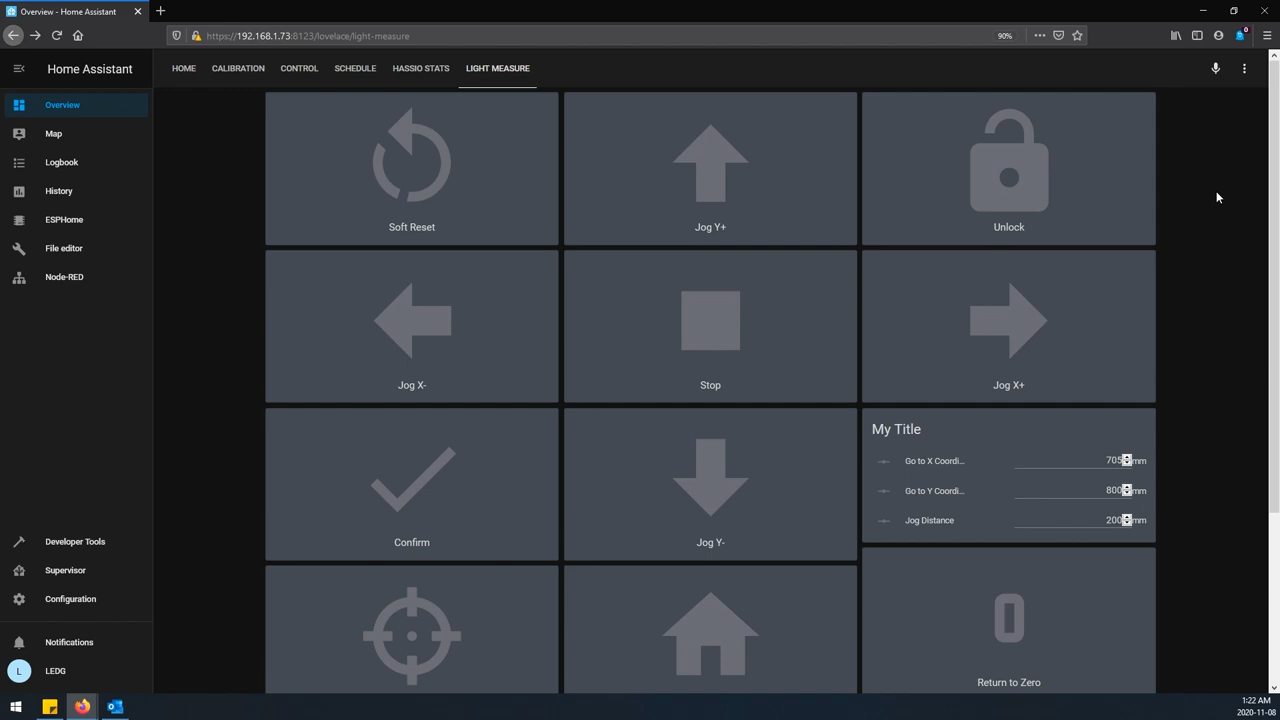 Overview - Home Assistant
https://192.168.1.73:8123/lovelace/light-measure
90%
0
Home Assistant
HOME
CALIBRATION
CONTROL
SCHEDULE
HASSIO STATS
LIGHT MEASURE
Overview
Map
Logbook
History
ESPHome
File editor
Node-RED
Developer Tools
Supervisor
Configuration
Notifications
L
LEDG
Soft Reset
Jog Y+
Unlock
Jog X-
Stop
Jog X+
Confirm
Jog Y-
My Title
Go to X Coordi... 705 mm
Go to Y Coordi... 800 mm
Jog Distance 200 mm
0
Return to Zero
1:22 AM
2020-11-08